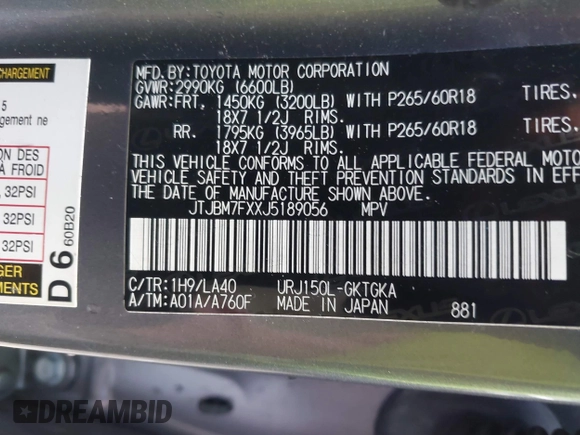 CHARGEMENT
5
rgement ne
ION DES
À FROID
, 32PSI
32PSI
32PSI
GER
EMENTS
D 6 60B20
MFD. BY: TOYOTA MOTOR CORPORATION
GVWR: 2990KG (6600LB)
GAWR: FRT, 1450KG (3200LB) WITH P265/60R18 TIRES.
18X7 1/2J RIMS.
RR. 1795KG (3965LB) WITH P265/60R18 TIRES.
18X7 1/2J RIMS.
THIS VEHICLE CONFORMS TO ALL APPLICABLE FEDERAL MOTO
VEHICLE SAFETY AND THEFT PREVENTION STANDARDS IN EFF
THE DATE OF MANUFACTURE SHOWN ABOVE.
JTJBM7FXXJ5189056 MPV
C/TR: 1H9/LA40 URJ150L-GKTGKA
A/TM: A01A/A760F MADE IN JAPAN 881
DREAMBID